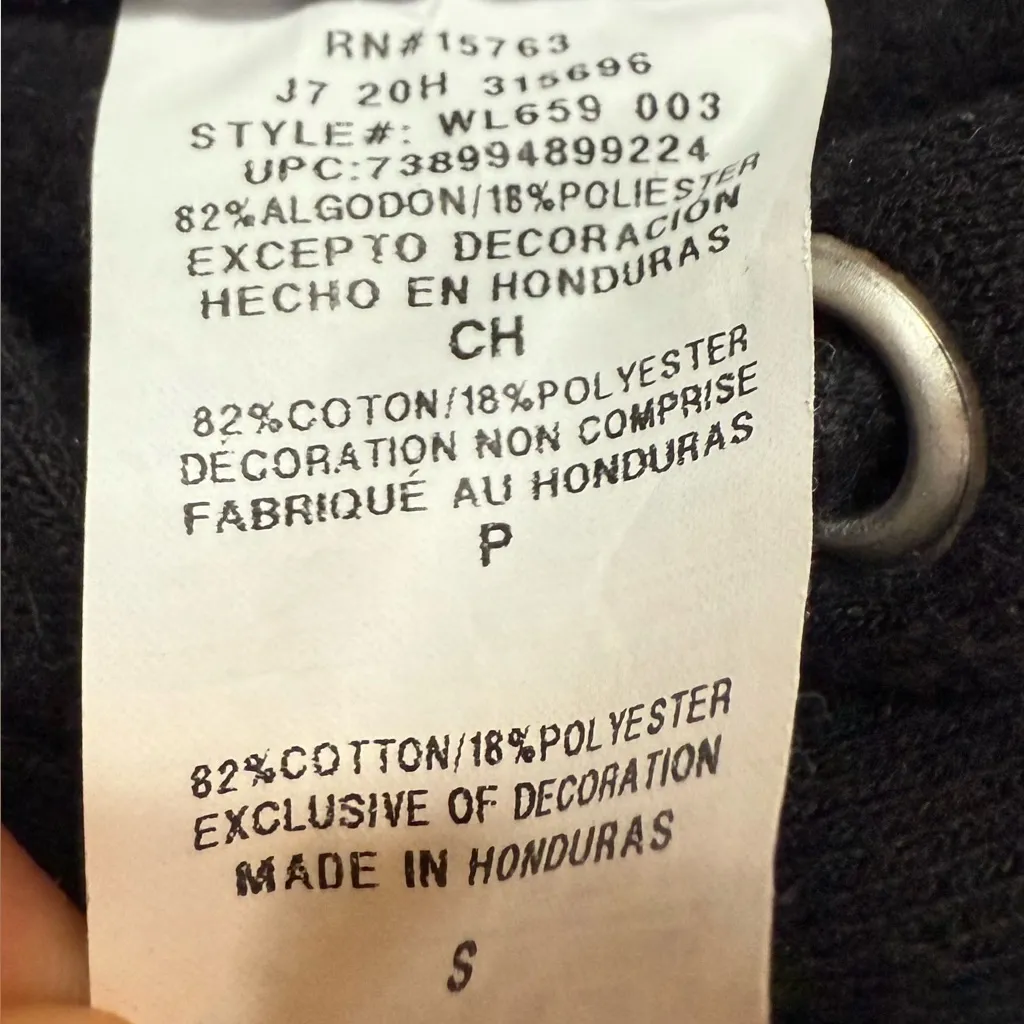 RN#15763
J7 20H 315696
STYLE#: WL659 003
UPC:738994899224
82%ALGODON/18%POLIESTER
EXCEPTO DECORACIÓN
HECHO EN HONDURAS
CH
82%COTON/18%POLYESTER
DÉCORATION NON COMPRISE
FABRIQUÉ AU HONDURAS
P
82%COTTON/18%POLYESTER
EXCLUSIVE OF DECORATION
MADE IN HONDURAS
S